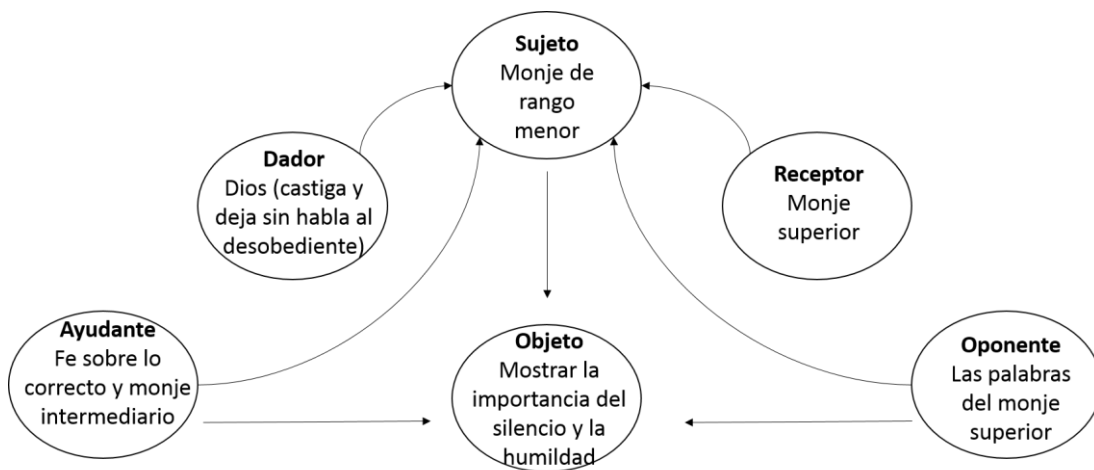 Sujeto
Monje de
rango
menor
Dador
Dios (castiga y
deja sin habla al
desobediente)
Receptor
Monje
superior
Ayudante
Fe sobre lo
correcto y monje
intermediario
Objeto
Mostrar la
importancia del
silencio y la
humildad
Oponente
Las palabras
del monje
superior